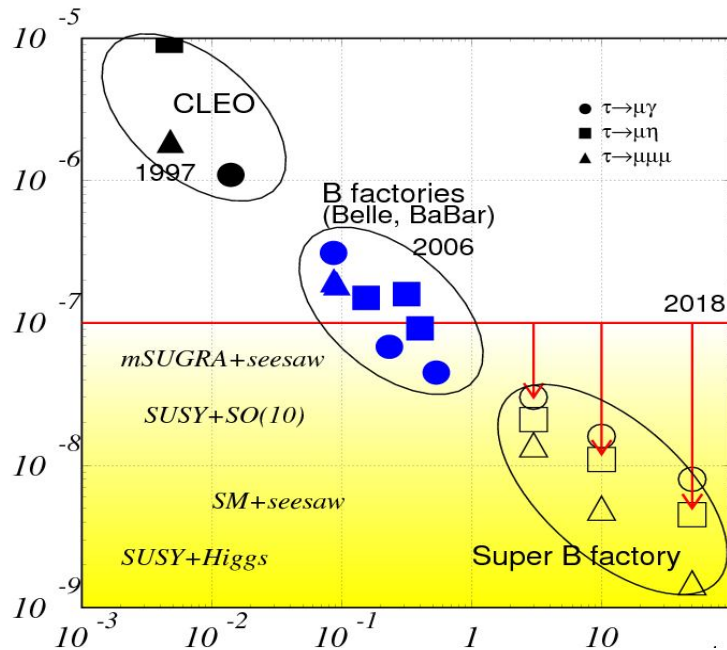 10⁻⁵
CLEO
τ→μγ
τ→μη
τ→μμμ
10⁻⁶
1997
B factories
(Belle, BaBar)
2006
10⁻⁷
2018
mSUGRA+seesaw
SUSY+SO(10)
10⁻⁸
SM+seesaw
SUSY+Higgs
Super B factory
10⁻⁹
10⁻³ 10⁻² 10⁻¹ 1 10